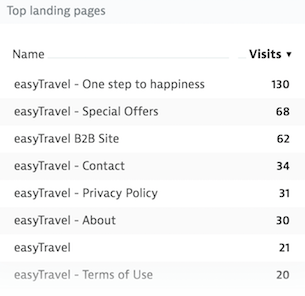 Top landing pages
Name Visits ▼
easyTravel - One step to happiness 130
easyTravel - Special Offers 68
easyTravel B2B Site 62
easyTravel - Contact 34
easyTravel - Privacy Policy 31
easyTravel - About 30
easyTravel 21
easyTravel - Terms of Use 20